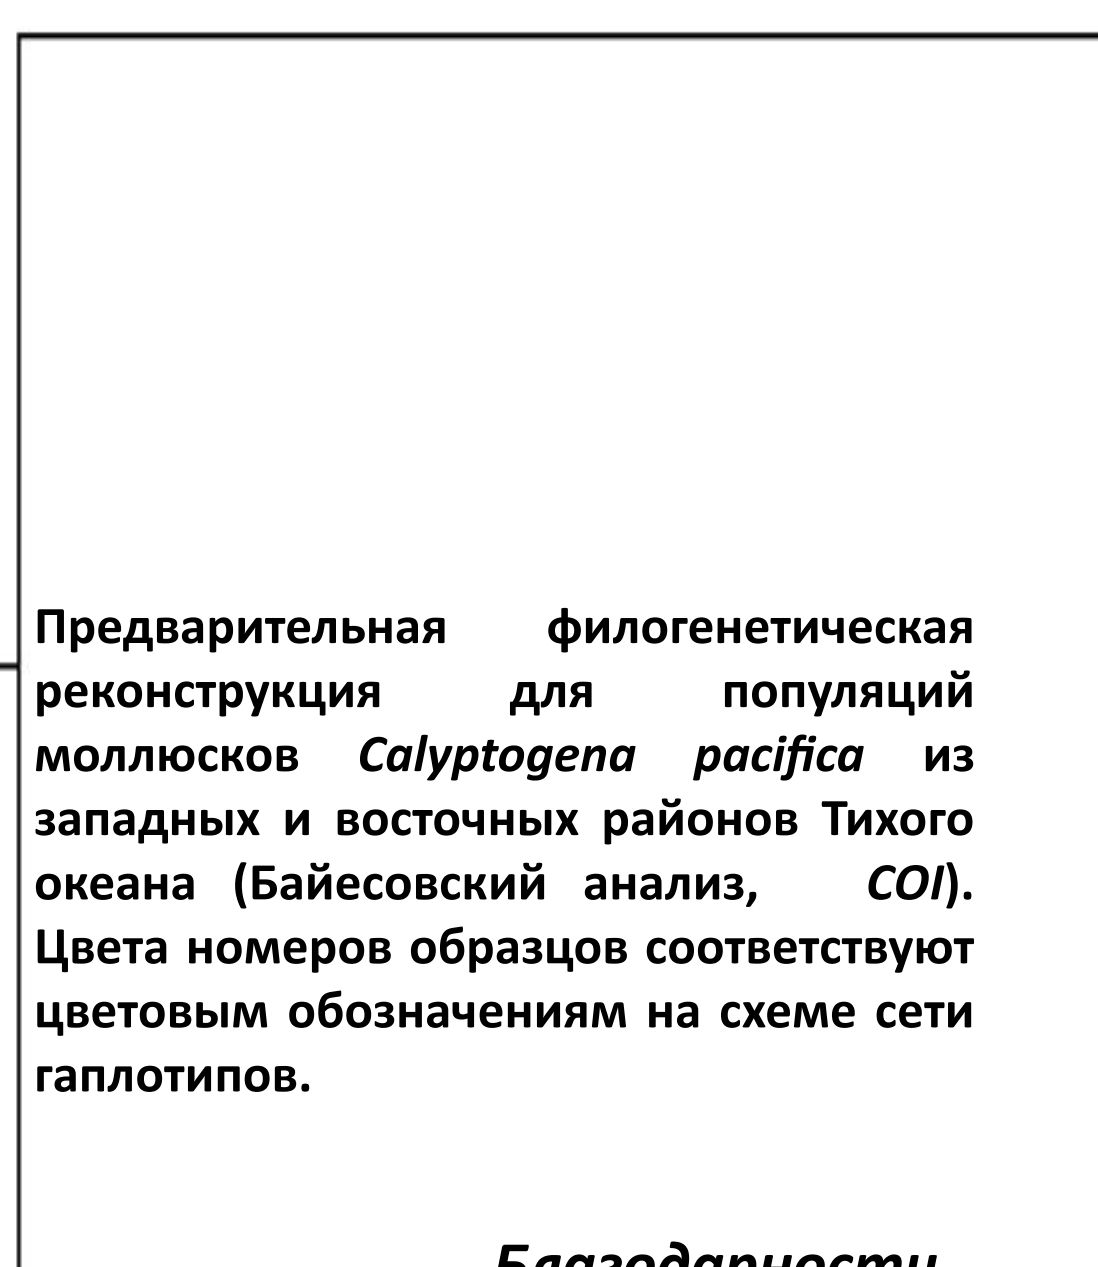 Предварительная филогенетическая
реконструкция для популяций
моллюсков Calyptogena pacifica из
западных и восточных районов Тихого
океана (Байесовский анализ, COI).
Цвета номеров образцов соответствуют
цветовым обозначениям на схеме сети
гаплотипов.
Благодарности